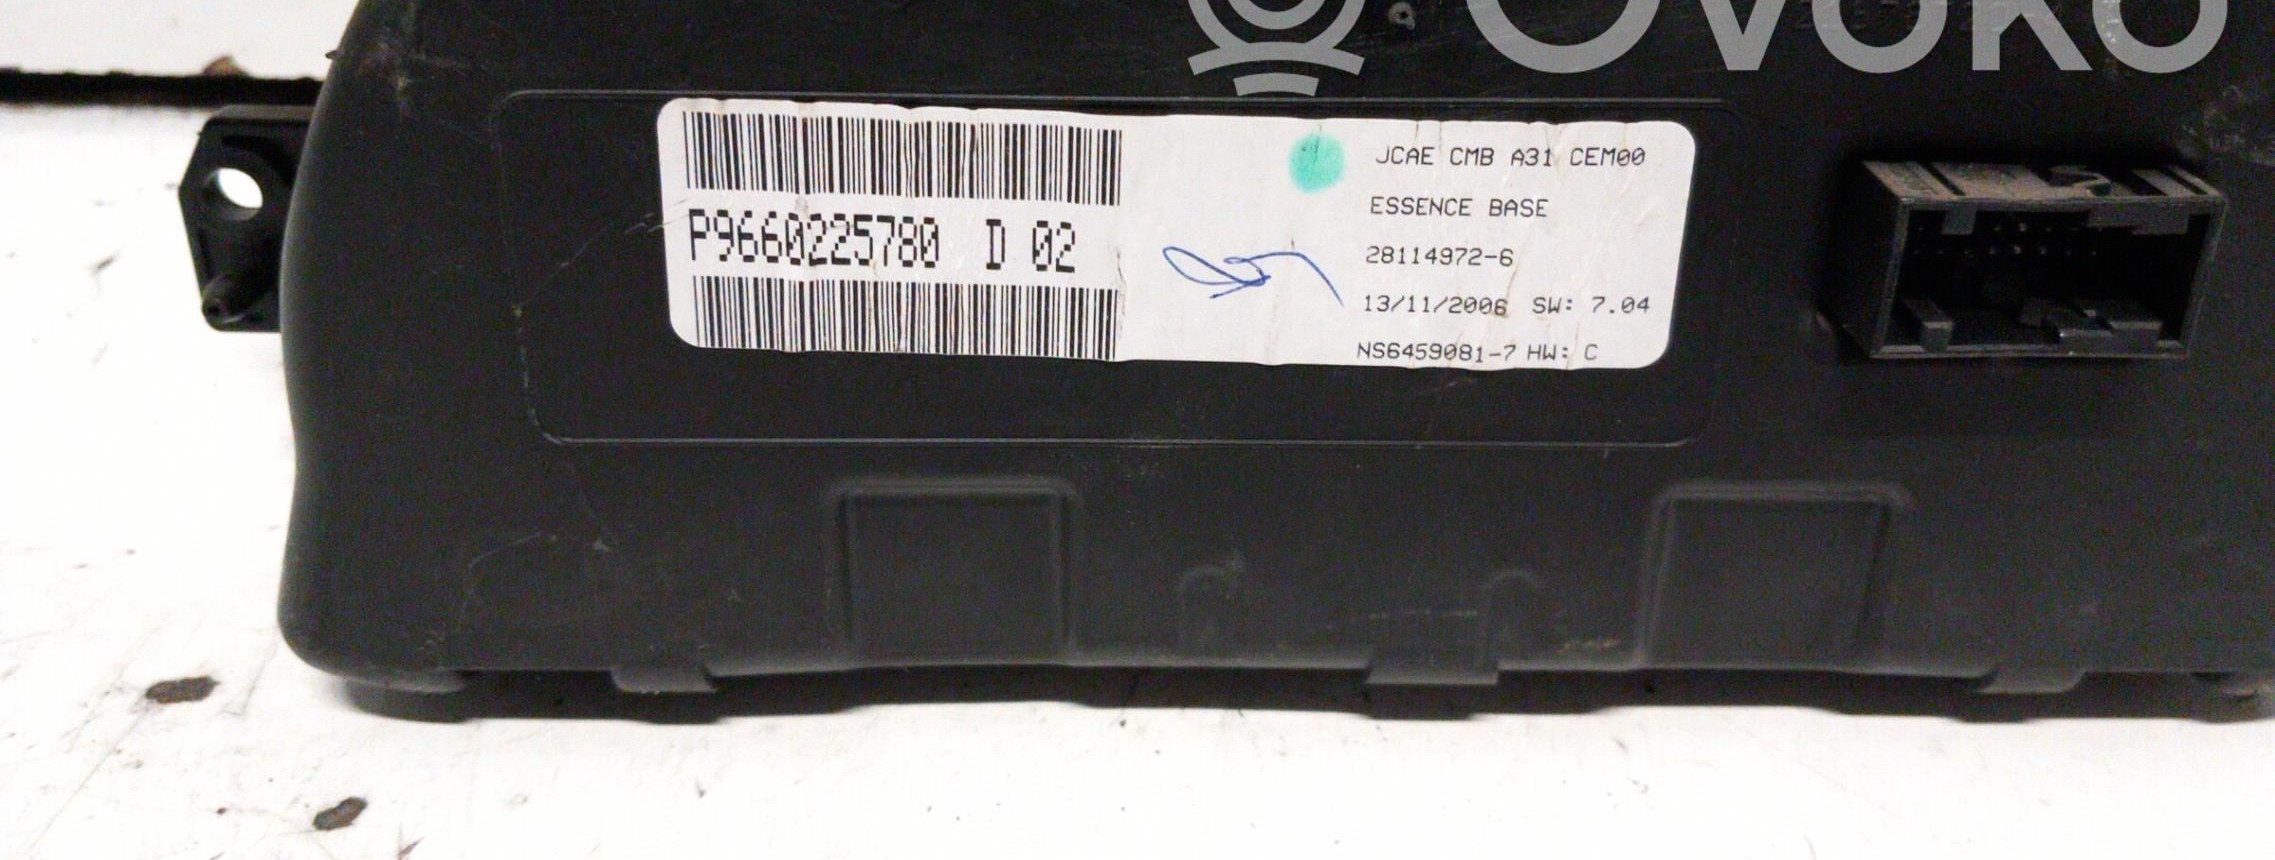 OVOKO
P9660225780 D 02
JCAE CMB A31 CEM00
ESSENCE BASE
28114972-6
13/11/2006 SW: 7.04
NS6459081-7 HW: C